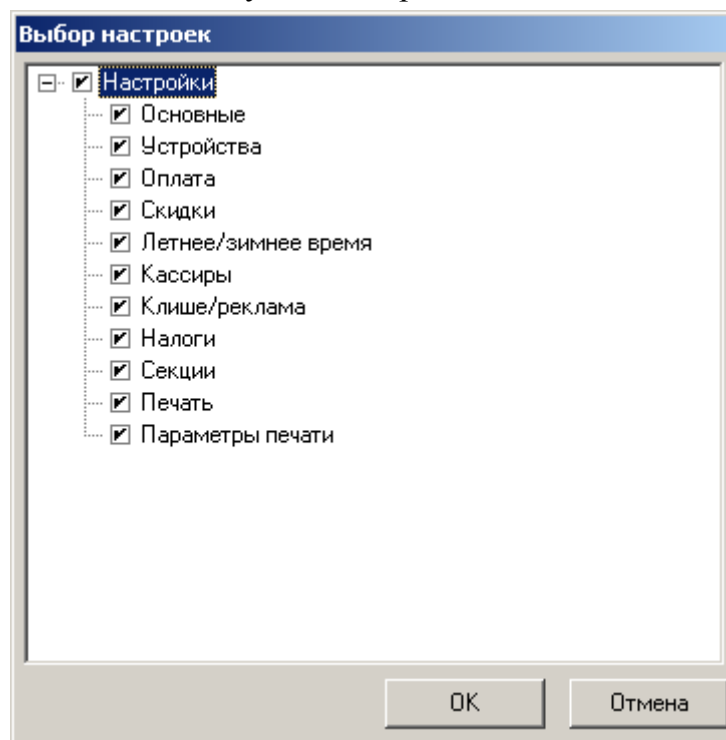 Выбор настроек
Настройки
Основные
Устройства
Оплата
Скидки
Летнее/зимнее время
Кассиры
Клише/реклама
Налоги
Секции
Печать
Параметры печати
OK
Отмена